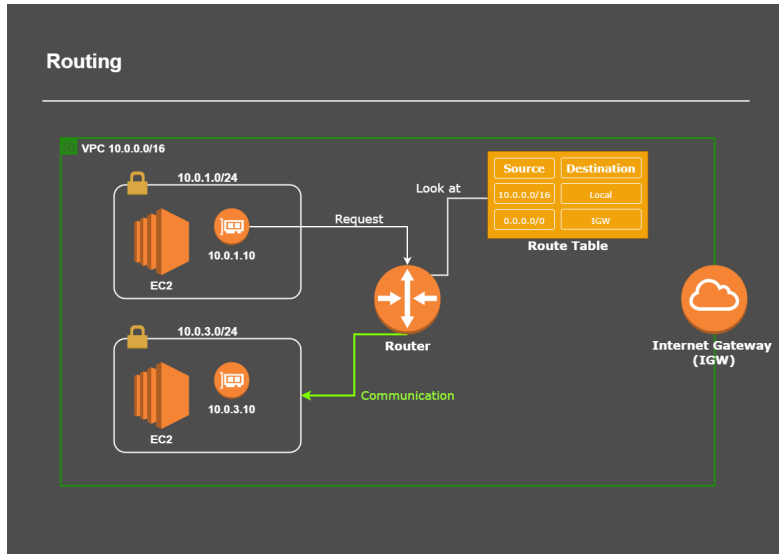 Routing
VPC 10.0.0.0/16
10.0.1.0/24
EC2
10.0.1.10
Request
Look at
Source Destination
10.0.0.0/16 Local
0.0.0.0/0 IGW
Route Table
Router
Internet Gateway
(IGW)
10.0.3.0/24
EC2
10.0.3.10
Communication